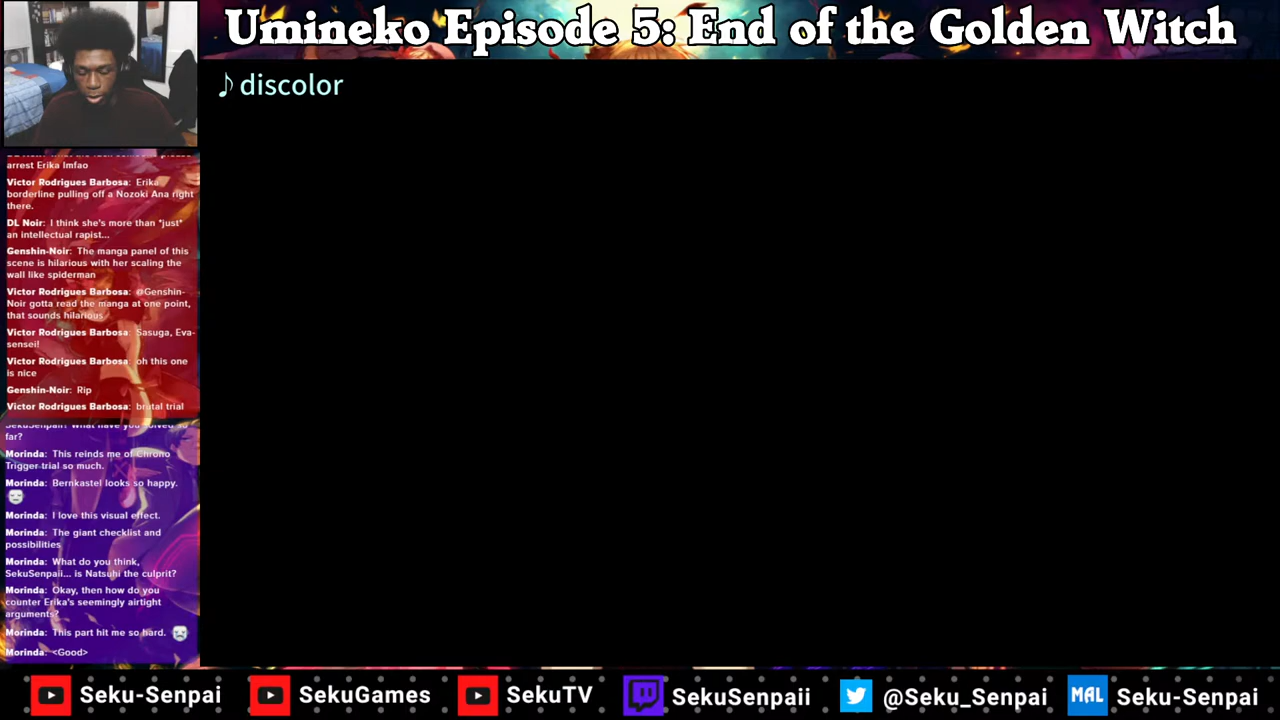 Umineko Episode 5: End of the Golden Witch
♪ discolor
arrest Erika lmfao
Victor Rodrigues Barbosa: Erika
borderline pulling off a Nozoki Ana right
there.
DL Noir: I think she's more than *just*
an intellectual rapist...
Genshin-Noir: The manga panel of this
scene is hilarious with her scaling the
wall like spiderman
Victor Rodrigues Barbosa: @Genshin-
Noir gotta read the manga at one point,
that sounds hilarious
Victor Rodrigues Barbosa: Sasuga, Eva-
sensei!
Victor Rodrigues Barbosa: oh this one
is nice
Genshin-Noir: Rip
Victor Rodrigues Barbosa: brutal trial
SekuSenpaii? What have you solved so
far?
Morinda: This reinds me of Chrono
Trigger trial so much.
Morinda: Bernkastel looks so happy.
Morinda: I love this visual effect.
Morinda: The giant checklist and
possibilities
Morinda: What do you think,
SekuSenpaii... is Natsuhi the culprit?
Morinda: Okay, then how do you
counter Erika's seemingly airtight
arguments?
Morinda: This part hit me so hard.
Morinda: <Good>
Seku-Senpai
SekuGames
SekuTV
SekuSenpaii
@Seku_Senpai
MAL Seku-Senpai